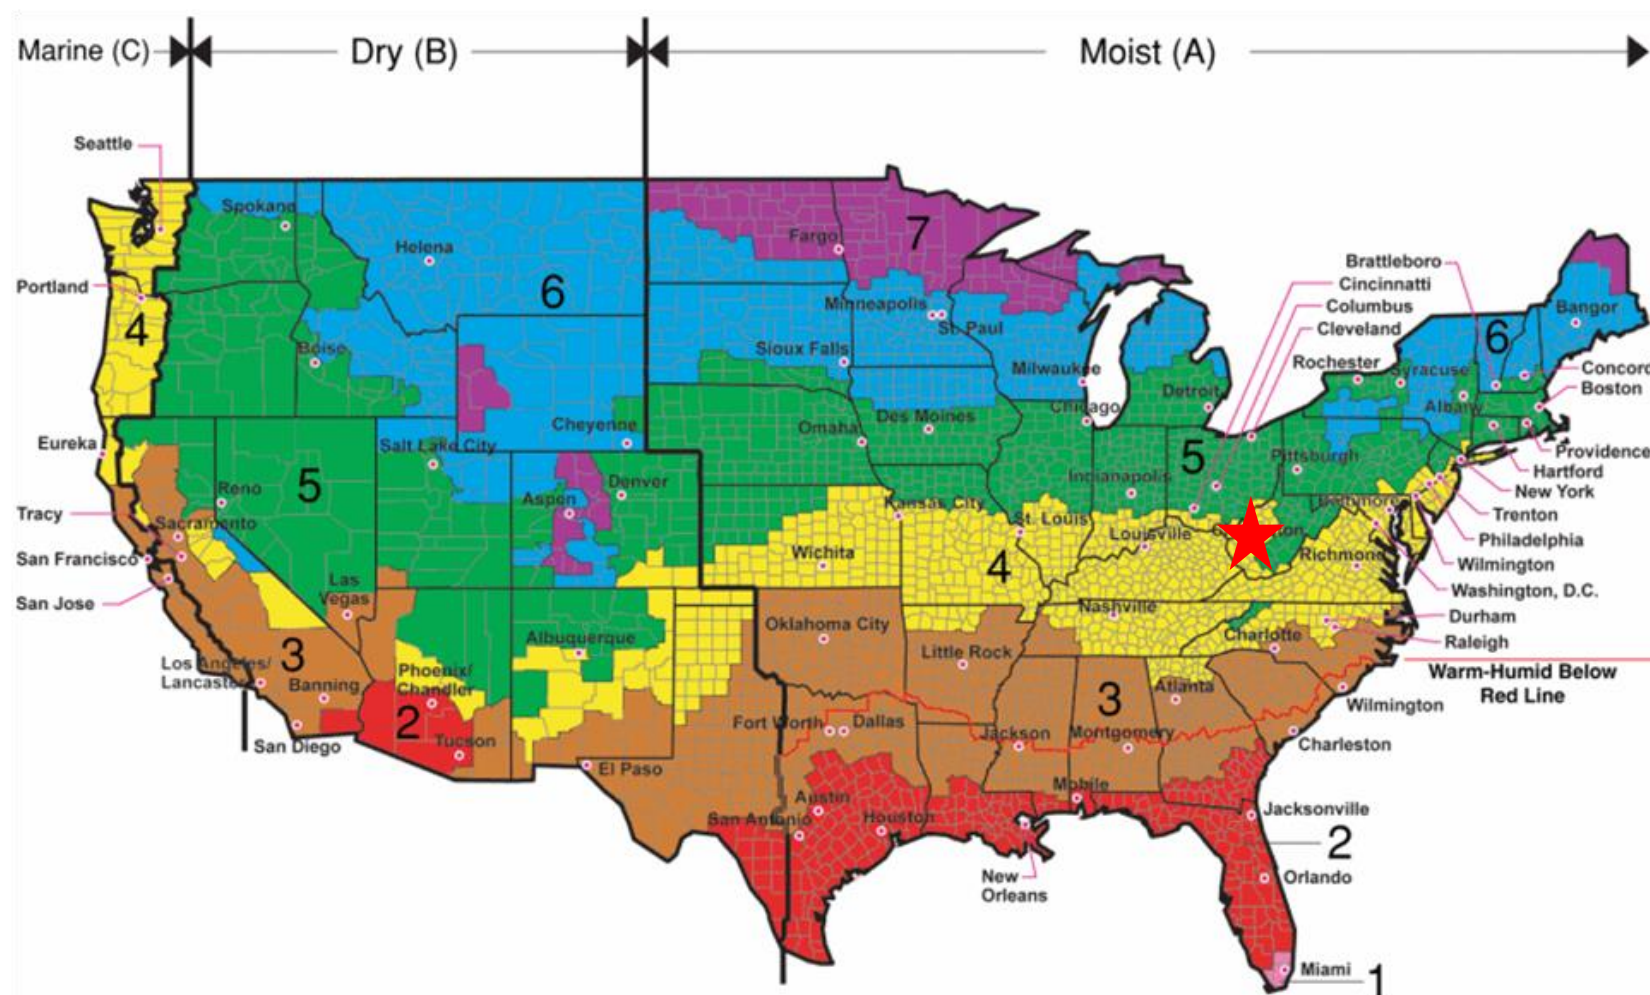 Marine (C)
Dry (B)
Moist (A)
Seattle
Spokane
Helena
Fargo
7
Brattleboro
Cincinnatti
Columbus
Cleveland
Portland
4
6
Minneapolis
St. Paul
Bangor
6
Boise
Sioux Falls
Milwaukee
Rochester
Syracuse
Concord
Boston
Detroit
Chicago
Albany
Des Moines
Omaha
Cheyenne
Eureka
Salt Lake City
5
Indianapolis
Pittsburgh
Providence
Hartford
New York
Reno
5
Aspen
Denver
Kansas City
St. Louis
Baltimore
Trenton
Tracy
Sacramento
Louisville
Philadelphia
San Francisco
Wichita
4
Richmond
Wilmington
Washington, D.C.
San Jose
Las
Vegas
Nashville
Durham
Raleigh
Oklahoma City
Albuquerque
Charlotte
Little Rock
3
Los Angeles/
Lancaster
Banning
Phoenix/
Chandler
Warm-Humid Below
Red Line
Atlanta
3
Wilmington
2
Fort Worth
Dallas
Jackson
Montgomery
Charleston
San Diego
Tucson
El Paso
Mobile
Austin
San Antonio
Houston
Jacksonville
2
New
Orleans
Orlando
Miami
1